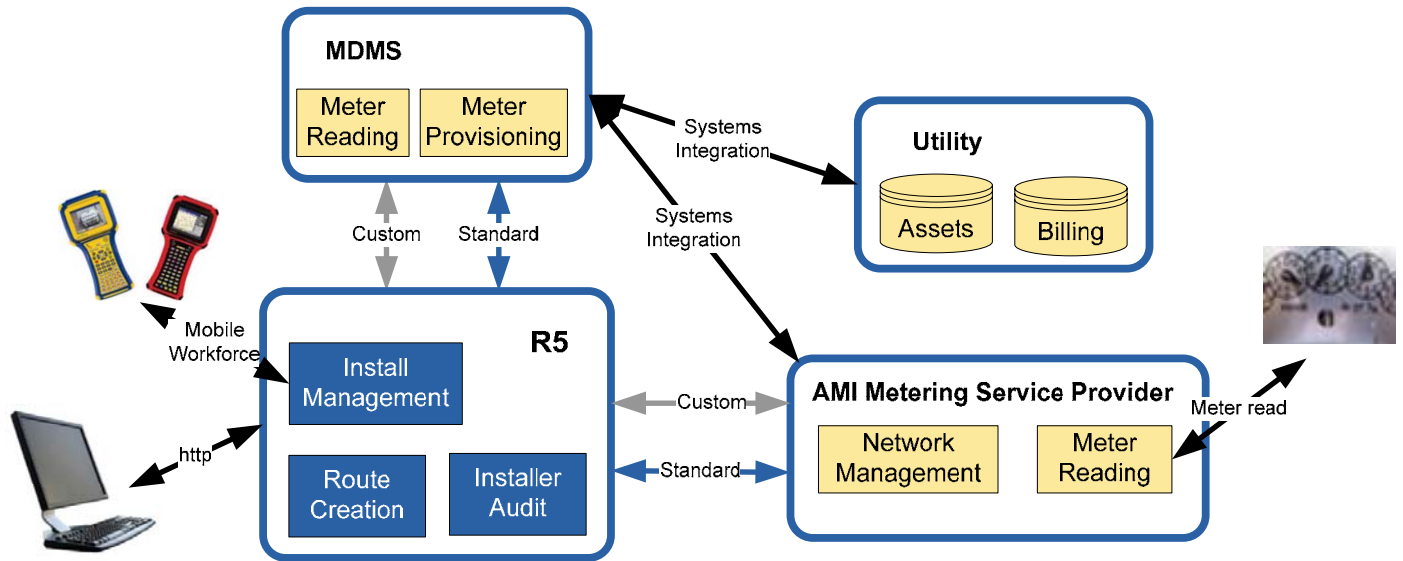 MDMS
Meter
Reading
Meter
Provisioning
Systems
Integration
Utility
Assets
Billing
Systems
Integration
Custom
Standard
Mobile
Workforce
http
R5
Install
Management
Route
Creation
Installer
Audit
Custom
Standard
AMI Metering Service Provider
Network
Management
Meter
Reading
Meter read